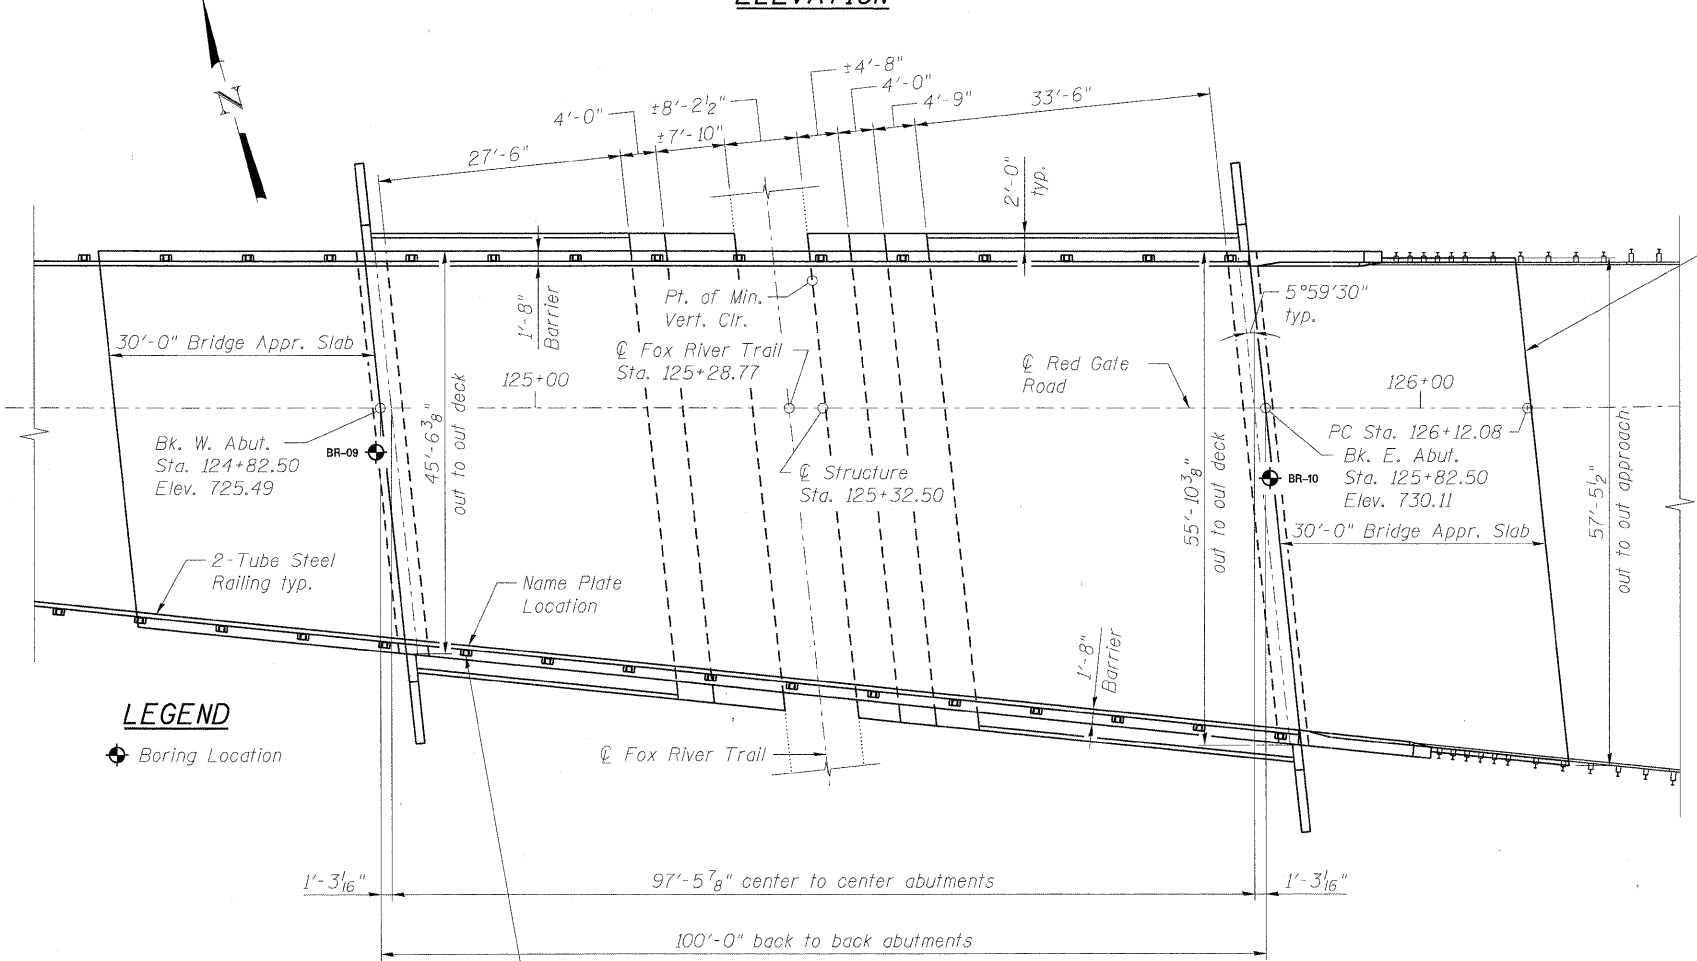 ELEVATION
N
27'-6"
4'-0"
±7'-10"
±8'-2½"
±4'-8"
4'-0"
4'-9"
33'-6"
2'-0"
typ.
1'-8"
Barrier
Pt. of Min.
Vert. Clr.
5°59'30"
typ.
30'-0" Bridge Appr. Slab
℄ Fox River Trail
Sta. 125+28.77
125+00
℄ Red Gate
Road
126+00
Bk. W. Abut.
Sta. 124+82.50
Elev. 725.49
BR-09
45'-6⅜"
out to out deck
℄ Structure
Sta. 125+32.50
55'-10⅜"
out to out deck
BR-10
PC Sta. 126+12.08
Bk. E. Abut.
Sta. 125+82.50
Elev. 730.11
30'-0" Bridge Appr. Slab
57'-5½"
out to out approach
2-Tube Steel
Railing typ.
Name Plate
Location
1'-8"
Barrier
LEGEND
Boring Location
℄ Fox River Trail
1'-3 1/16"
97'-5⅞" center to center abutments
1'-3 1/16"
100'-0" back to back abutments